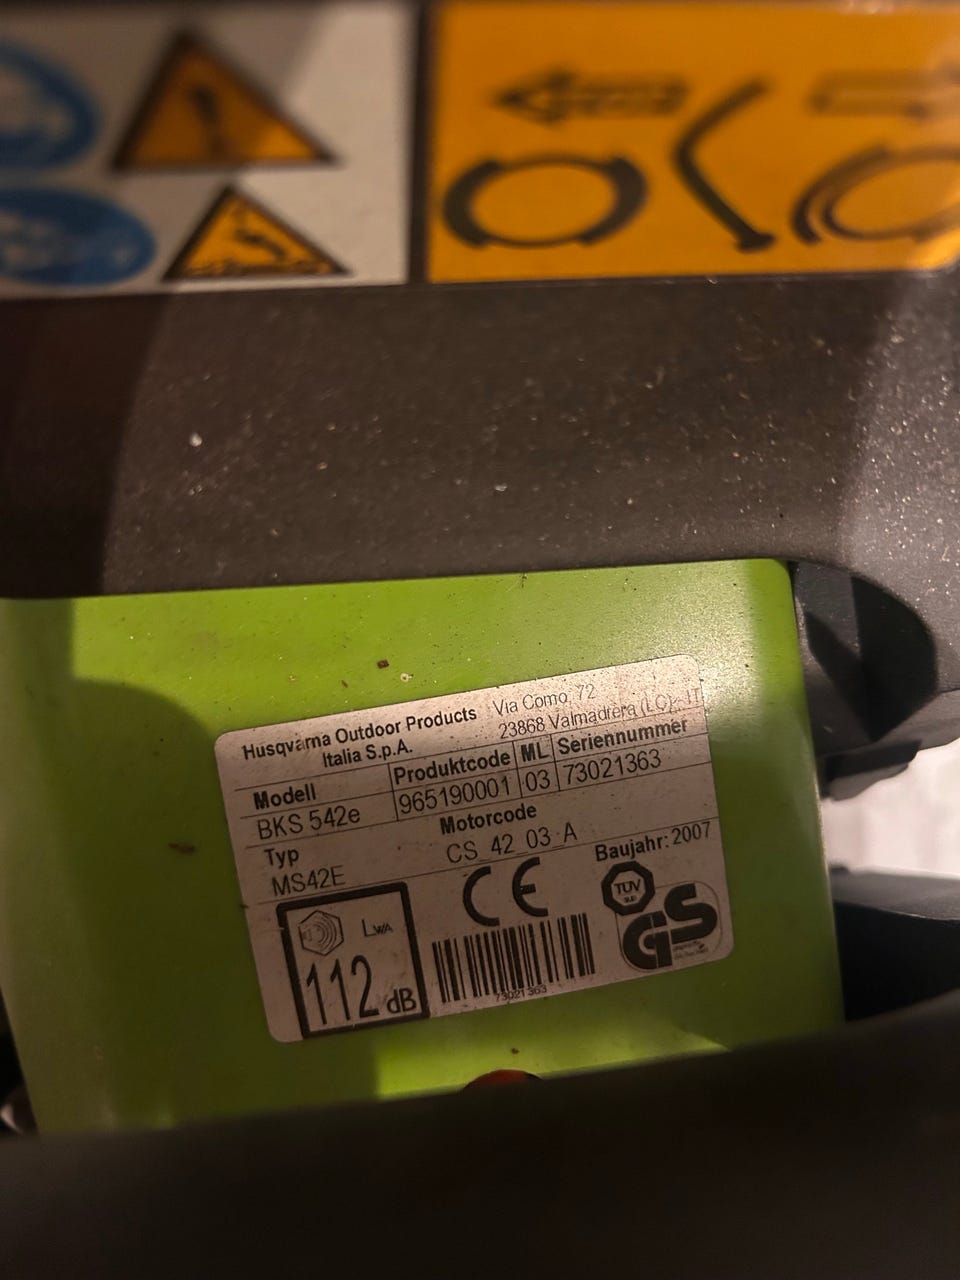 Husqvarna Outdoor Products Via Como 72
Italia S.p.A. 23868 Valmadrera (LC)- IT
Modell Produktcode ML Seriennummer
BKS 542e 965190001 03 73021363
Typ Motorcode
MS42E CS_42_03_A Baujahr: 2007
LWA
112 dB
CE
73021363
TÜV
GS